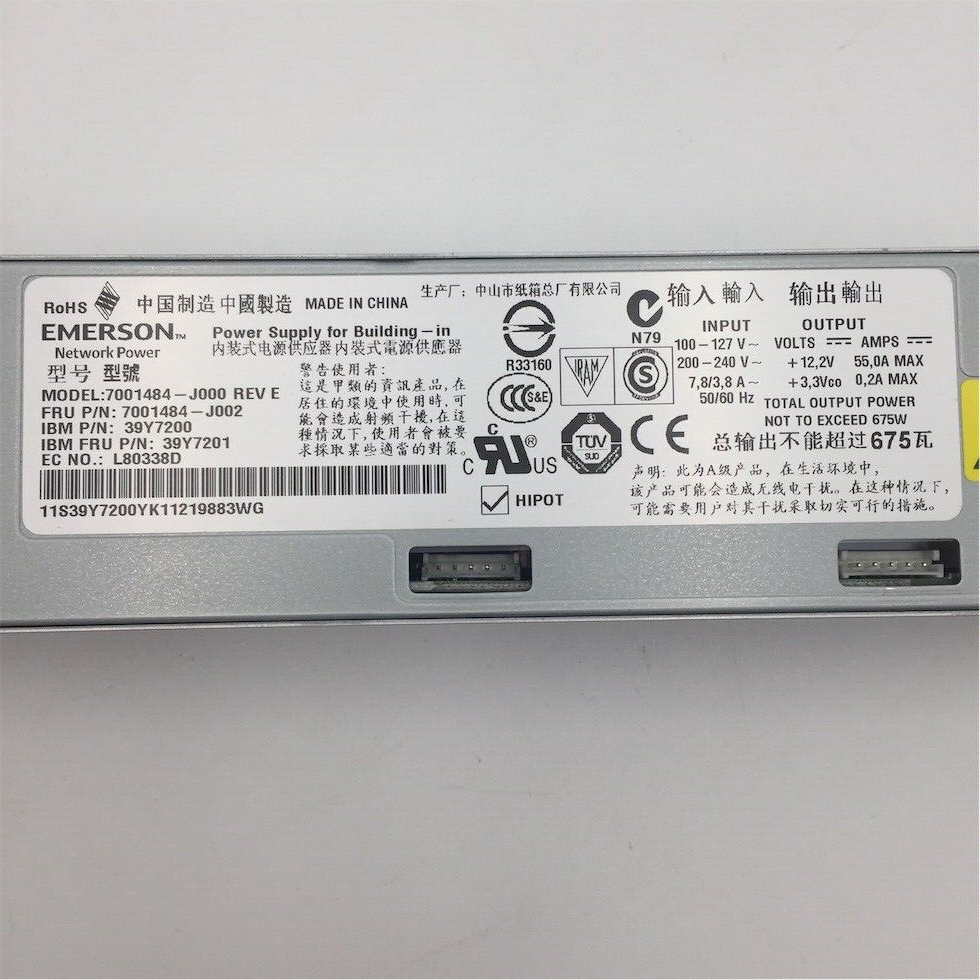 RoHS 中国制造 中國製造 MADE IN CHINA
生产厂: 中山市纸箱总厂有限公司
EMERSON™
Network Power
Power Supply for Building-in
内装式电源供应器 內裝式電源供應器
型号 型號
MODEL:7001484-J000 REV E
FRU P/N: 7001484-J002
IBM P/N: 39Y7200
IBM FRU P/N: 39Y7201
EC NO.: L80338D
11S39Y7200YK11219883WG
警告使用者:
這是甲類的資訊產品, 在
居住的環境中使用時, 可
能會造成射頻干擾, 在這
種情況下, 使用者會被要
求採取某些適當的對策。
R33160
N79
IRAM
S
S&E
c RU ® US
TÜV
SÜD
CE
HIPOT
输入 輸入
输出 輸出
INPUT
100-127 V~
200-240 V~
7,8/3,8 A~
50/60 Hz
OUTPUT
VOLTS AMPS
+12,2V 55,0A MAX
+3,3Vco 0,2A MAX
TOTAL OUTPUT POWER
NOT TO EXCEED 675W
总输出不能超过675瓦
声明: 此为A级产品, 在生活环境中,
该产品可能会造成无线电干扰。在这种情况下,
可能需要用户对其干扰采取切实可行的措施。